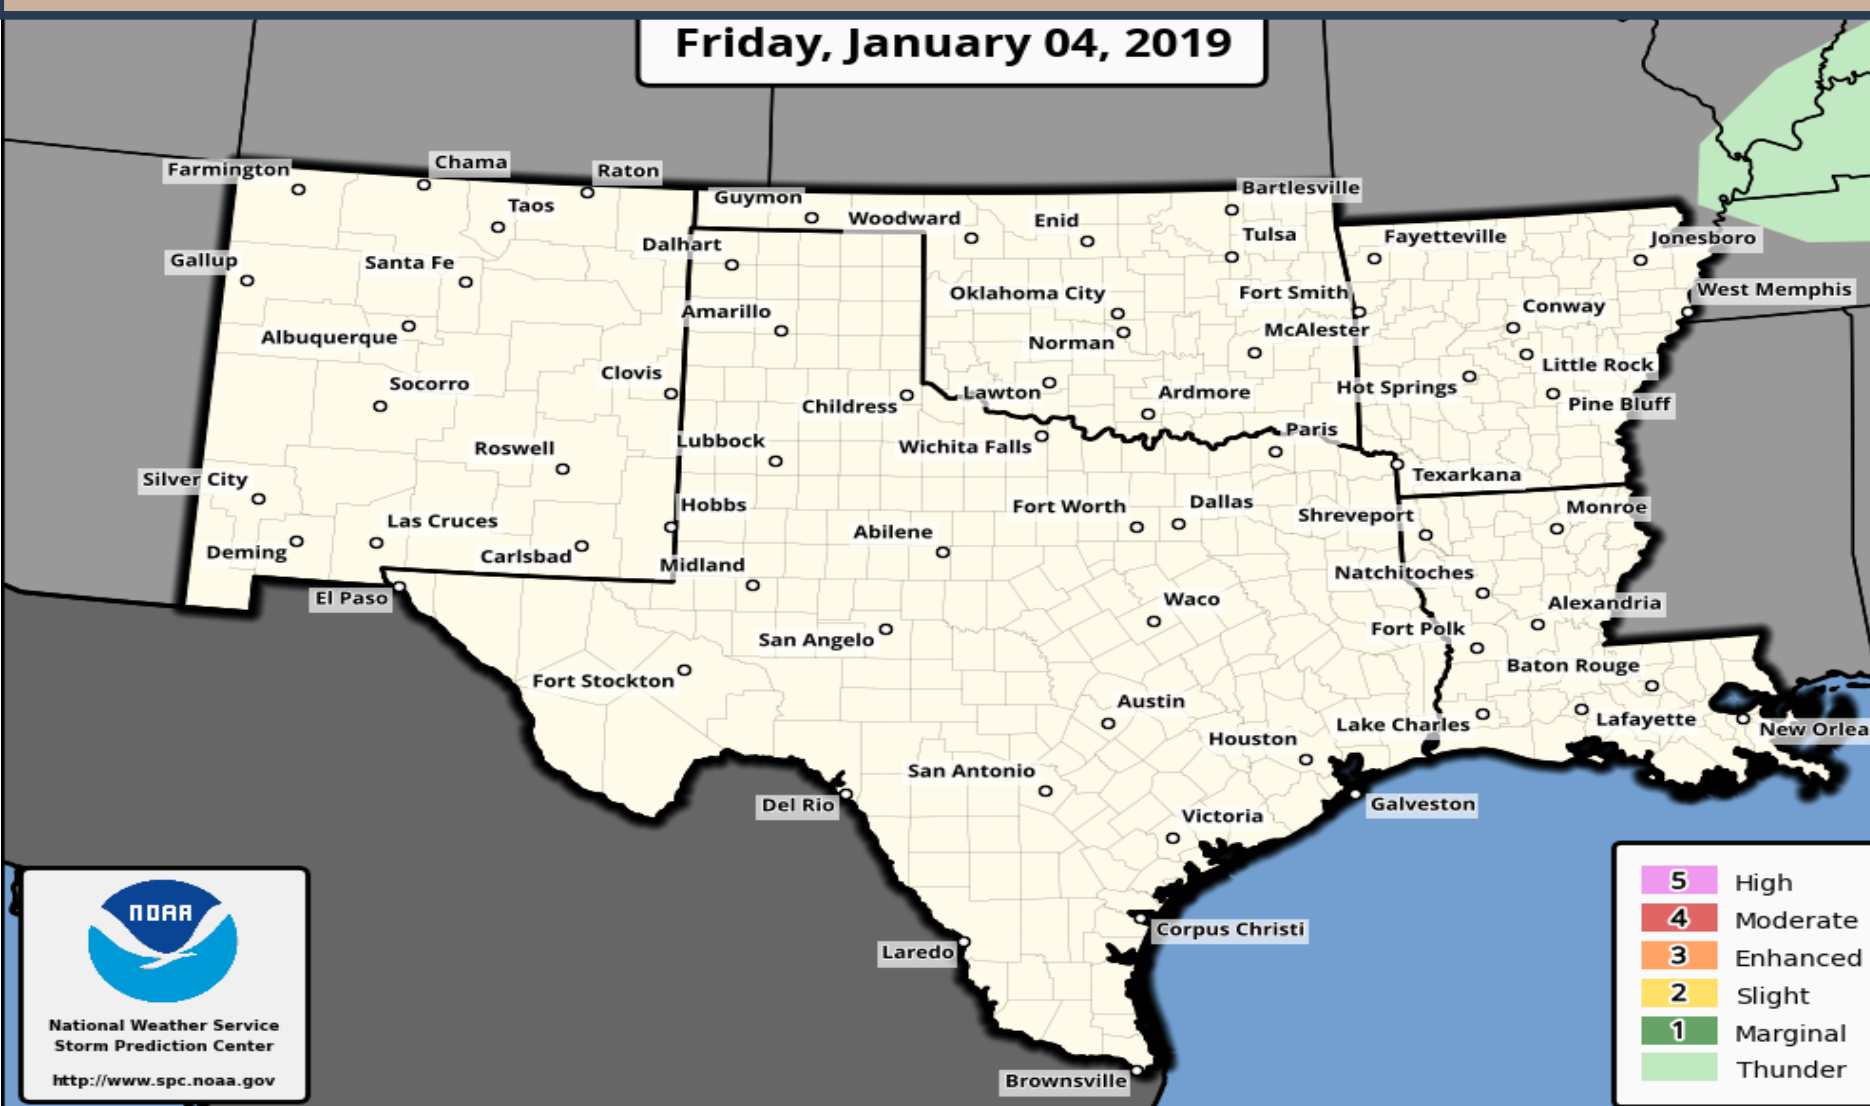 Friday, January 04, 2019
Farmington
Chama
Raton
Taos
Guymon
Woodward
Enid
Bartlesville
Tulsa
Fayetteville
Jonesboro
Gallup
Santa Fe
Dalhart
Oklahoma City
Fort Smith
West Memphis
Albuquerque
Amarillo
Norman
McAlester
Conway
Little Rock
Socorro
Clovis
Childress
Lawton
Ardmore
Hot Springs
Pine Bluff
Roswell
Lubbock
Wichita Falls
Paris
Texarkana
Silver City
Las Cruces
Hobbs
Fort Worth
Dallas
Shreveport
Monroe
Deming
Carlsbad
Midland
Abilene
Natchitoches
El Paso
Waco
Alexandria
San Angelo
Fort Polk
Fort Stockton
Baton Rouge
Austin
Lake Charles
Lafayette
New Orlea
Houston
San Antonio
Del Rio
Galveston
Victoria
Corpus Christi
Laredo
Brownsville
NOAA
National Weather Service
Storm Prediction Center
http://www.spc.noaa.gov
5 High
4 Moderate
3 Enhanced
2 Slight
1 Marginal
Thunder